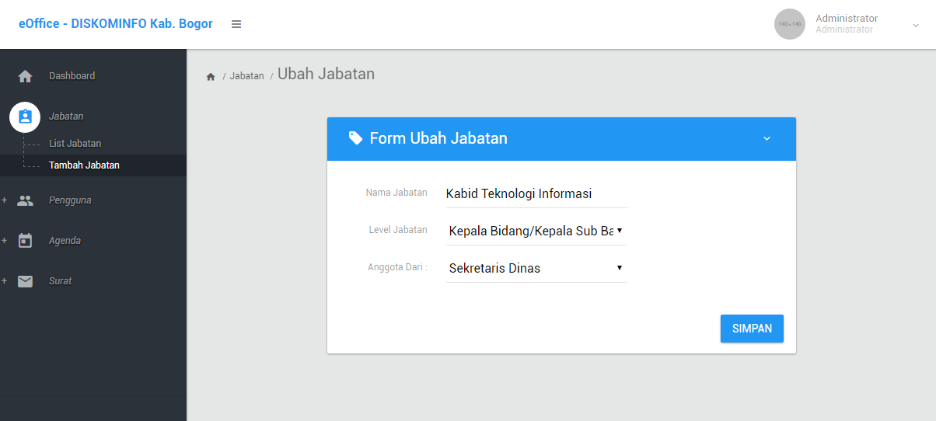 eOffice - DISKOMINFO Kab. Bogor
Administrator
Administrator
Dashboard
Jabatan
List Jabatan
Tambah Jabatan
+ Pengguna
+ Agenda
+ Surat
/ Jabatan / Ubah Jabatan
Form Ubah Jabatan
Nama Jabatan Kabid Teknologi Informasi
Level Jabatan Kepala Bidang/Kepala Sub Ba
Anggota Dari : Sekretaris Dinas
SIMPAN